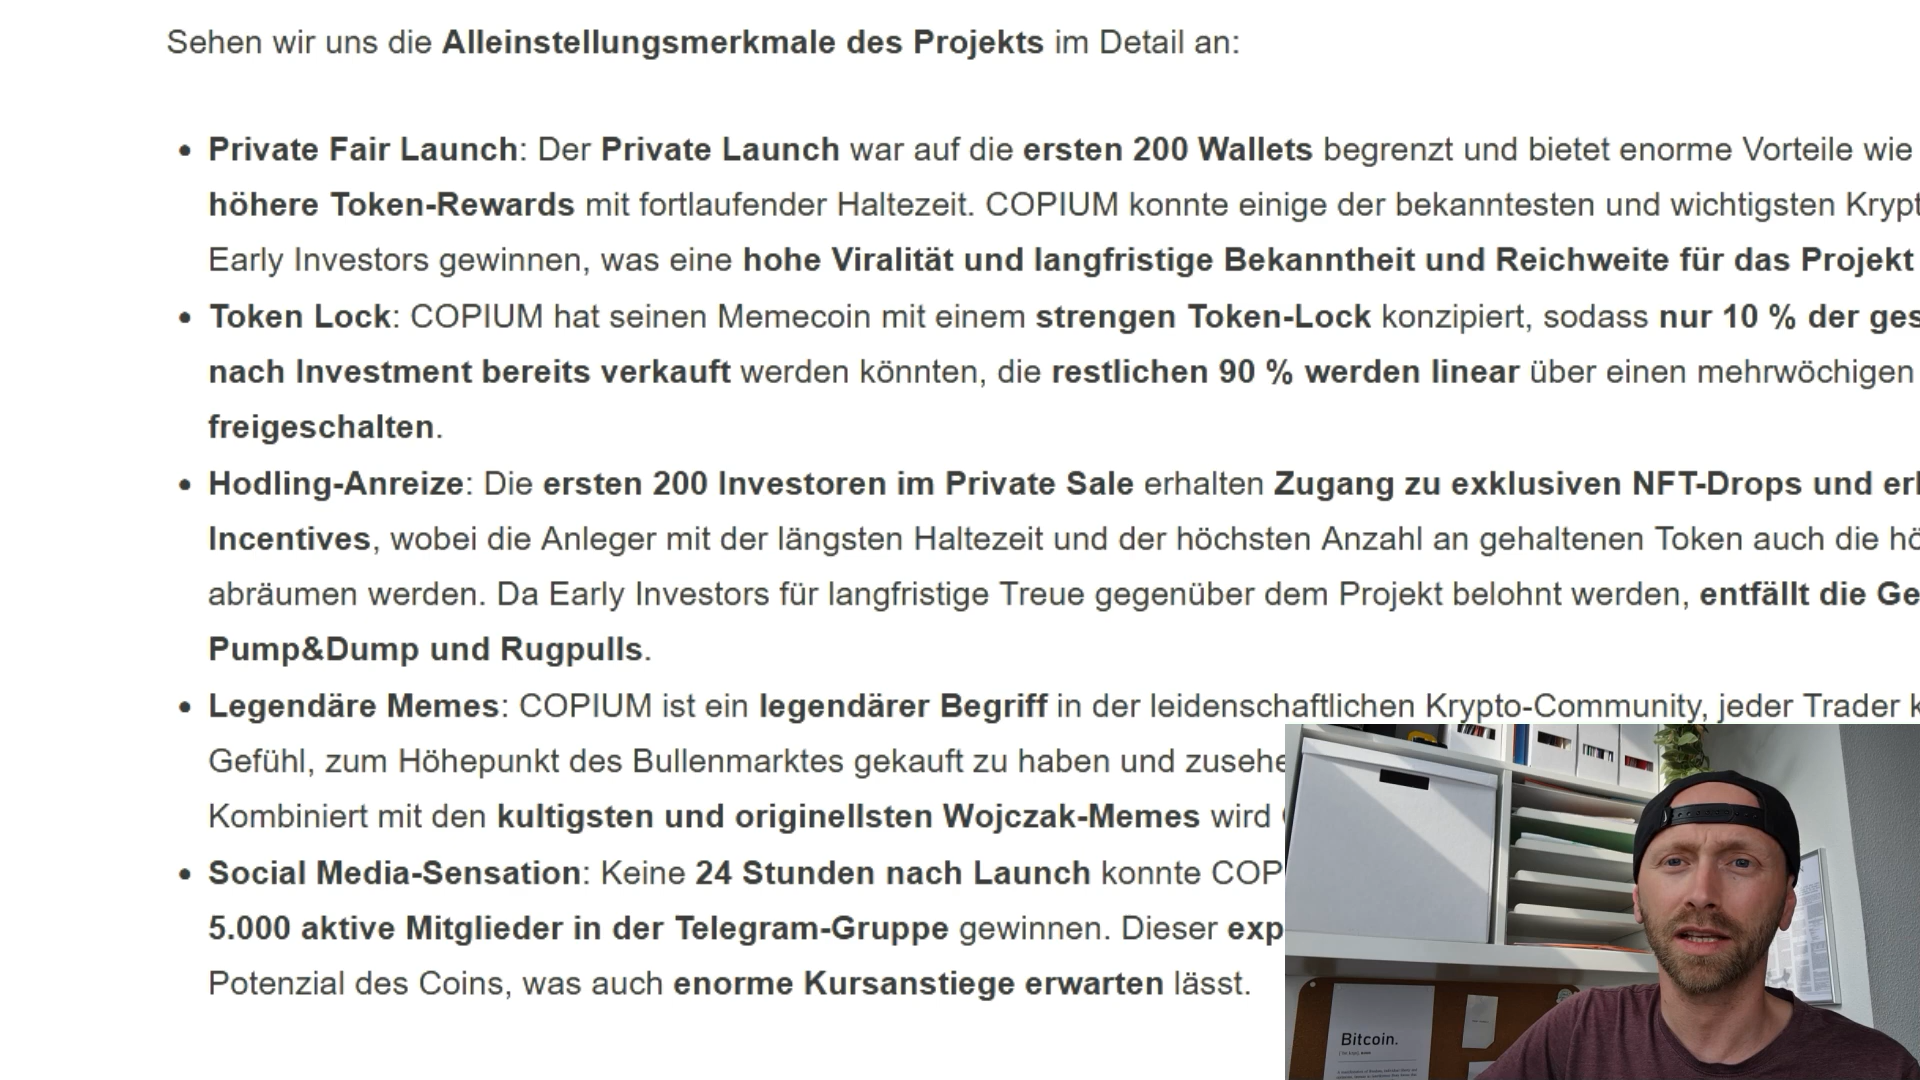 Sehen wir uns die Alleinstellungsmerkmale des Projekts im Detail an:
• Private Fair Launch: Der Private Launch war auf die ersten 200 Wallets begrenzt und bietet enorme Vorteile wie
höhere Token-Rewards mit fortlaufender Haltezeit. COPIUM konnte einige der bekanntesten und wichtigsten Krypt
Early Investors gewinnen, was eine hohe Viralität und langfristige Bekanntheit und Reichweite für das Projekt
• Token Lock: COPIUM hat seinen Memecoin mit einem strengen Token-Lock konzipiert, sodass nur 10 % der ges
nach Investment bereits verkauft werden könnten, die restlichen 90 % werden linear über einen mehrwöchigen
freigeschalten.
• Hodling-Anreize: Die ersten 200 Investoren im Private Sale erhalten Zugang zu exklusiven NFT-Drops und erl
Incentives, wobei die Anleger mit der längsten Haltezeit und der höchsten Anzahl an gehaltenen Token auch die hö
abräumen werden. Da Early Investors für langfristige Treue gegenüber dem Projekt belohnt werden, entfällt die Ge
Pump&Dump und Rugpulls.
• Legendäre Memes: COPIUM ist ein legendärer Begriff in der leidenschaftlichen Krypto-Community, jeder Trader k
Gefühl, zum Höhepunkt des Bullenmarktes gekauft zu haben und zusehe
Kombiniert mit den kultigsten und originellsten Wojczak-Memes wird
• Social Media-Sensation: Keine 24 Stunden nach Launch konnte COP
5.000 aktive Mitglieder in der Telegram-Gruppe gewinnen. Dieser exp
Potenzial des Coins, was auch enorme Kursanstiege erwarten lässt.
Bitcoin.